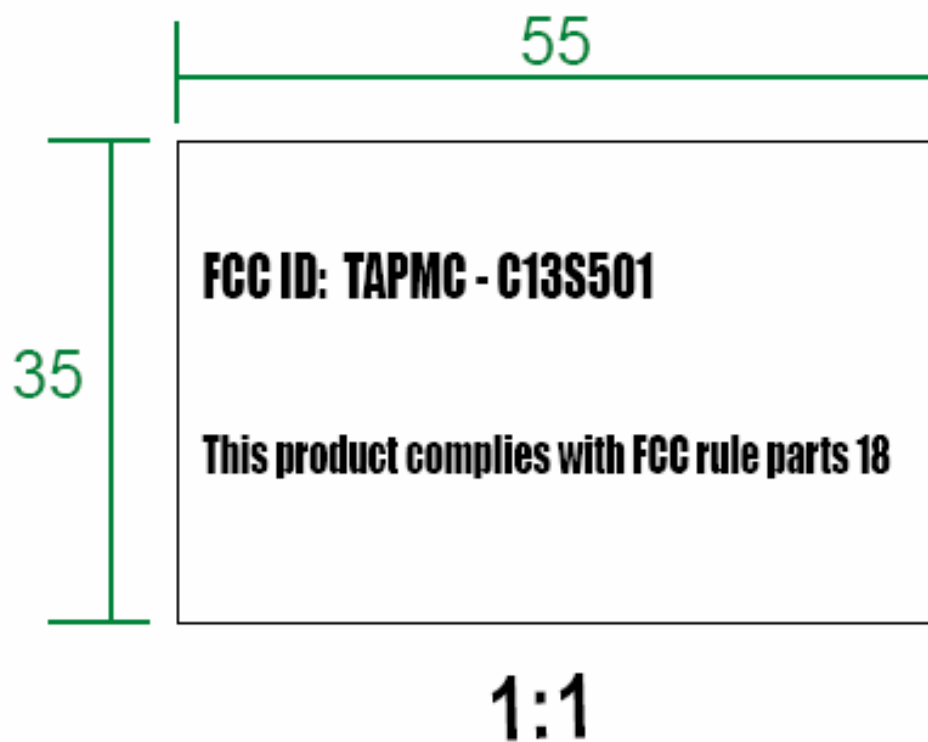 55
FCC ID: TAPMC - C13S501
35
This product complies with FCC rule parts 18
1:1